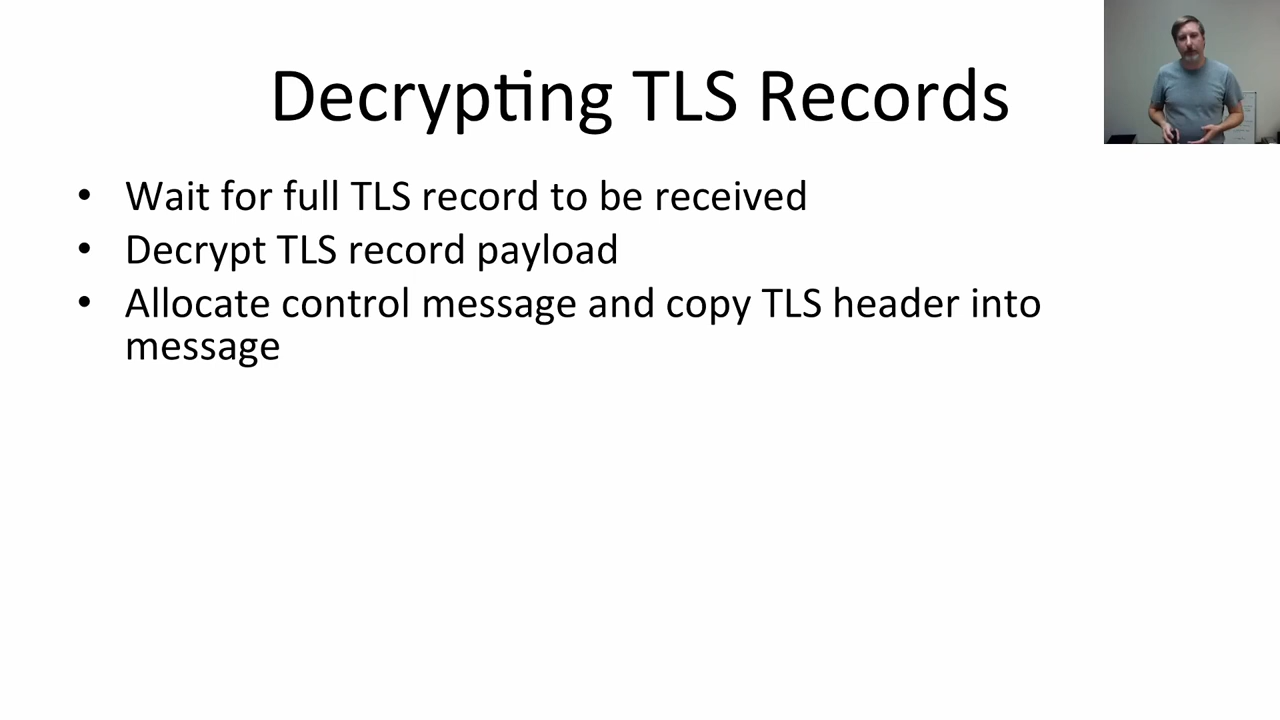 Decrypting TLS Records
• Wait for full TLS record to be received
• Decrypt TLS record payload
• Allocate control message and copy TLS header into
message